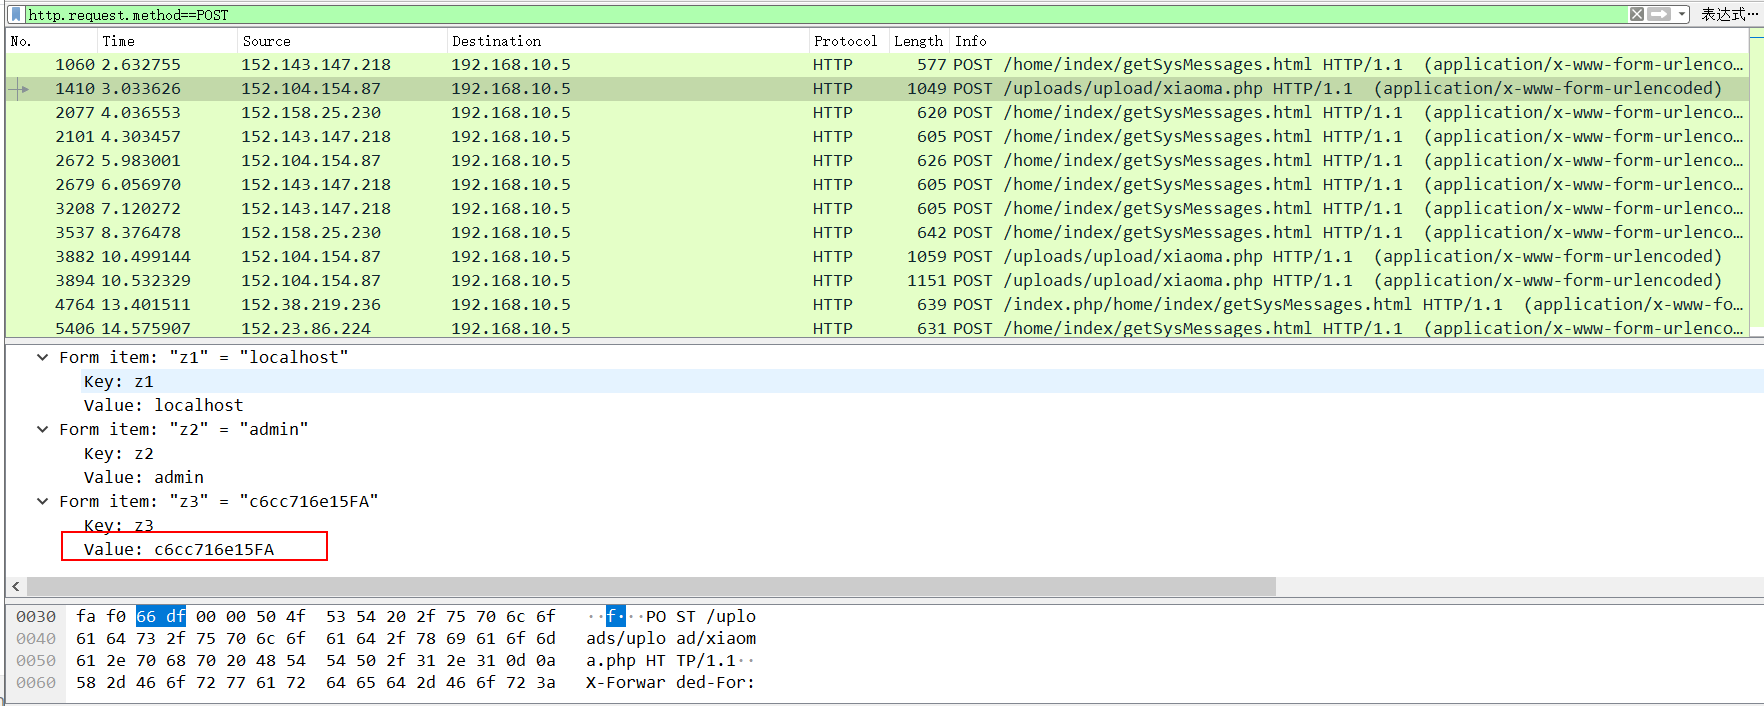 http.request.method==POST 表达式…
No. Time Source Destination Protocol Length Info
1060 2.632755 152.143.147.218 192.168.10.5 HTTP 577 POST /home/index/getSysMessages.html HTTP/1.1 (application/x-www-form-urlenco…
1410 3.033626 152.104.154.87 192.168.10.5 HTTP 1049 POST /uploads/upload/xiaoma.php HTTP/1.1 (application/x-www-form-urlencoded)
2077 4.036553 152.158.25.230 192.168.10.5 HTTP 620 POST /home/index/getSysMessages.html HTTP/1.1 (application/x-www-form-urlenco…
2101 4.303457 152.143.147.218 192.168.10.5 HTTP 605 POST /home/index/getSysMessages.html HTTP/1.1 (application/x-www-form-urlenco…
2672 5.983001 152.104.154.87 192.168.10.5 HTTP 626 POST /home/index/getSysMessages.html HTTP/1.1 (application/x-www-form-urlenco…
2679 6.056970 152.143.147.218 192.168.10.5 HTTP 605 POST /home/index/getSysMessages.html HTTP/1.1 (application/x-www-form-urlenco…
3208 7.120272 152.143.147.218 192.168.10.5 HTTP 605 POST /home/index/getSysMessages.html HTTP/1.1 (application/x-www-form-urlenco…
3537 8.376478 152.158.25.230 192.168.10.5 HTTP 642 POST /home/index/getSysMessages.html HTTP/1.1 (application/x-www-form-urlenco…
3882 10.499144 152.104.154.87 192.168.10.5 HTTP 1059 POST /uploads/upload/xiaoma.php HTTP/1.1 (application/x-www-form-urlencoded)
3894 10.532329 152.104.154.87 192.168.10.5 HTTP 1151 POST /uploads/upload/xiaoma.php HTTP/1.1 (application/x-www-form-urlencoded)
4764 13.401511 152.38.219.236 192.168.10.5 HTTP 639 POST /index.php/home/index/getSysMessages.html HTTP/1.1 (application/x-www-fo…
5406 14.575907 152.23.86.224 192.168.10.5 HTTP 631 POST /home/index/getSysMessages.html HTTP/1.1 (application/x-www-form-urlenco…
Form item: "z1" = "localhost"
Key: z1
Value: localhost
Form item: "z2" = "admin"
Key: z2
Value: admin
Form item: "z3" = "c6cc716e15FA"
Key: z3
Value: c6cc716e15FA
0030 fa f0 66 df 00 00 50 4f 53 54 20 2f 75 70 6c 6f ··f···PO ST /uplo
0040 61 64 73 2f 75 70 6c 6f 61 64 2f 78 69 61 6f 6d ads/uplo ad/xiaom
0050 61 2e 70 68 70 20 48 54 54 50 2f 31 2e 31 0d 0a a.php HT TP/1.1··
0060 58 2d 46 6f 72 77 61 72 64 65 64 2d 46 6f 72 3a X-Forwar ded-For: